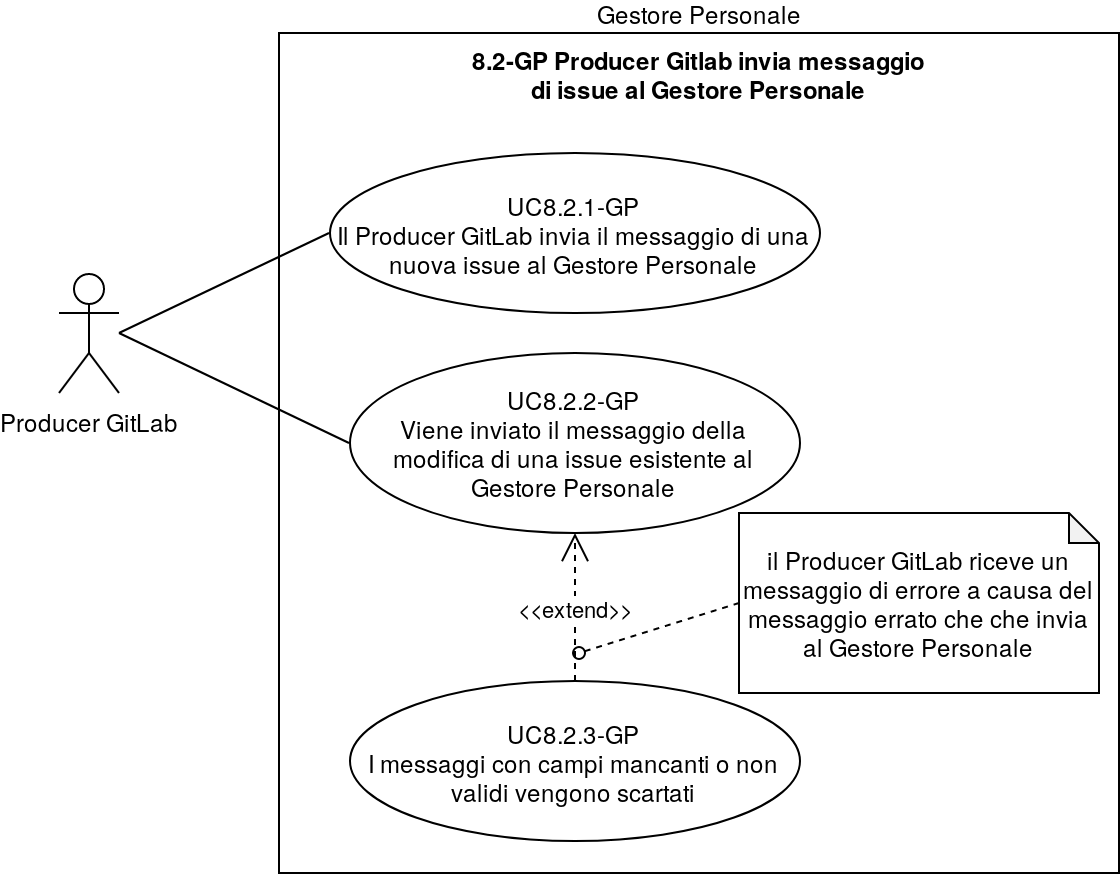 Gestore Personale
8.2-GP Producer Gitlab invia messaggio
di issue al Gestore Personale
UC8.2.1-GP
Il Producer GitLab invia il messaggio di una
nuova issue al Gestore Personale
Producer GitLab
UC8.2.2-GP
Viene inviato il messaggio della
modifica di una issue esistente al
Gestore Personale
il Producer GitLab riceve un
messaggio di errore a causa del
messaggio errato che che invia
al Gestore Personale
<<extend>>
UC8.2.3-GP
I messaggi con campi mancanti o non
validi vengono scartati